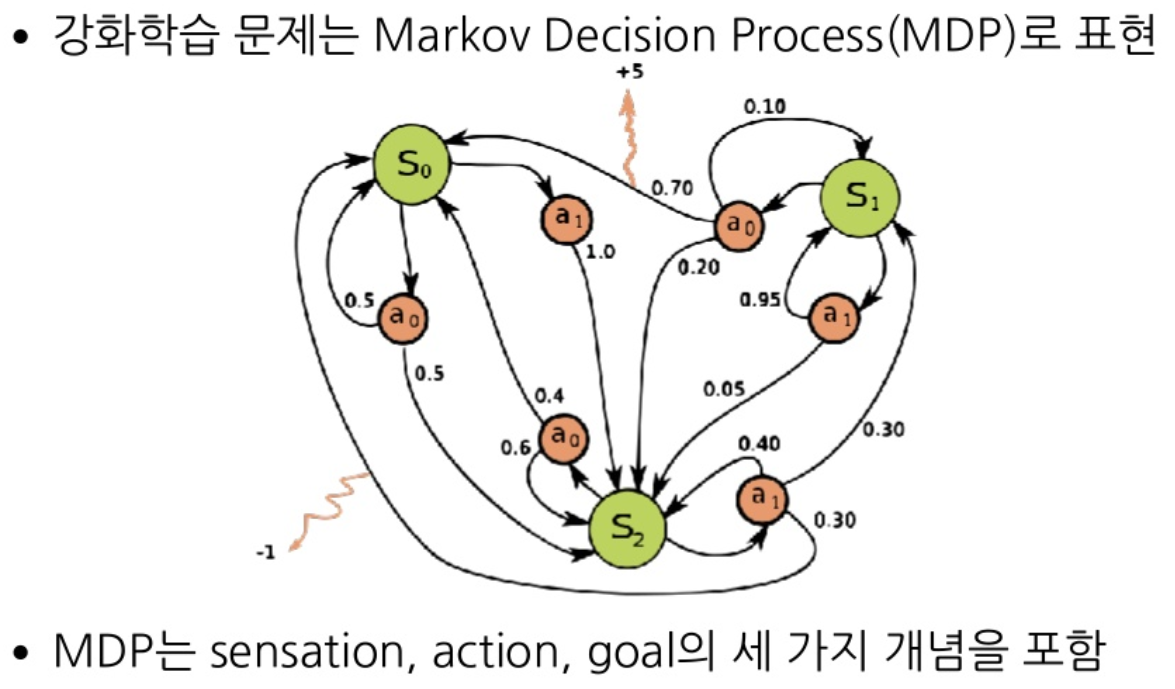 • 강화학습 문제는 Markov Decision Process(MDP)로 표현
+5
0.10
S0
S1
0.70
a1
a0
1.0
0.20
0.5
a0
0.95
a1
0.5
0.05
0.4
0.30
a0
0.6
0.40
a1
S2
0.30
-1
• MDP는 sensation, action, goal의 세 가지 개념을 포함